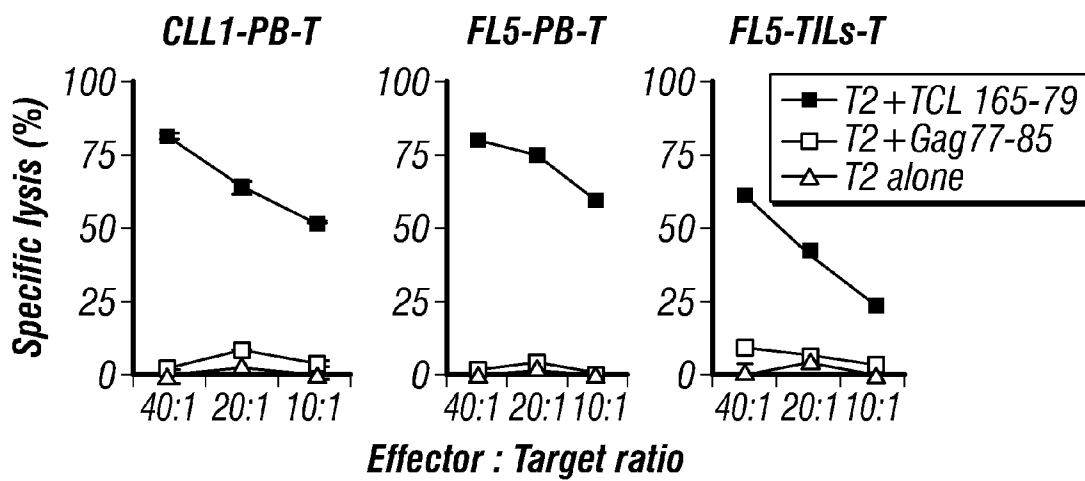 CLL1-PB-T
FL5-PB-T
FL5-TILs-T
Specific lysis (%)
100
75
50
25
0
40:1 20:1 10:1
100
75
50
25
0
40:1 20:1 10:1
100
75
50
25
0
40:1 20:1 10:1
T2+TCL 165-79
T2+Gag77-85
T2 alone
Effector : Target ratio